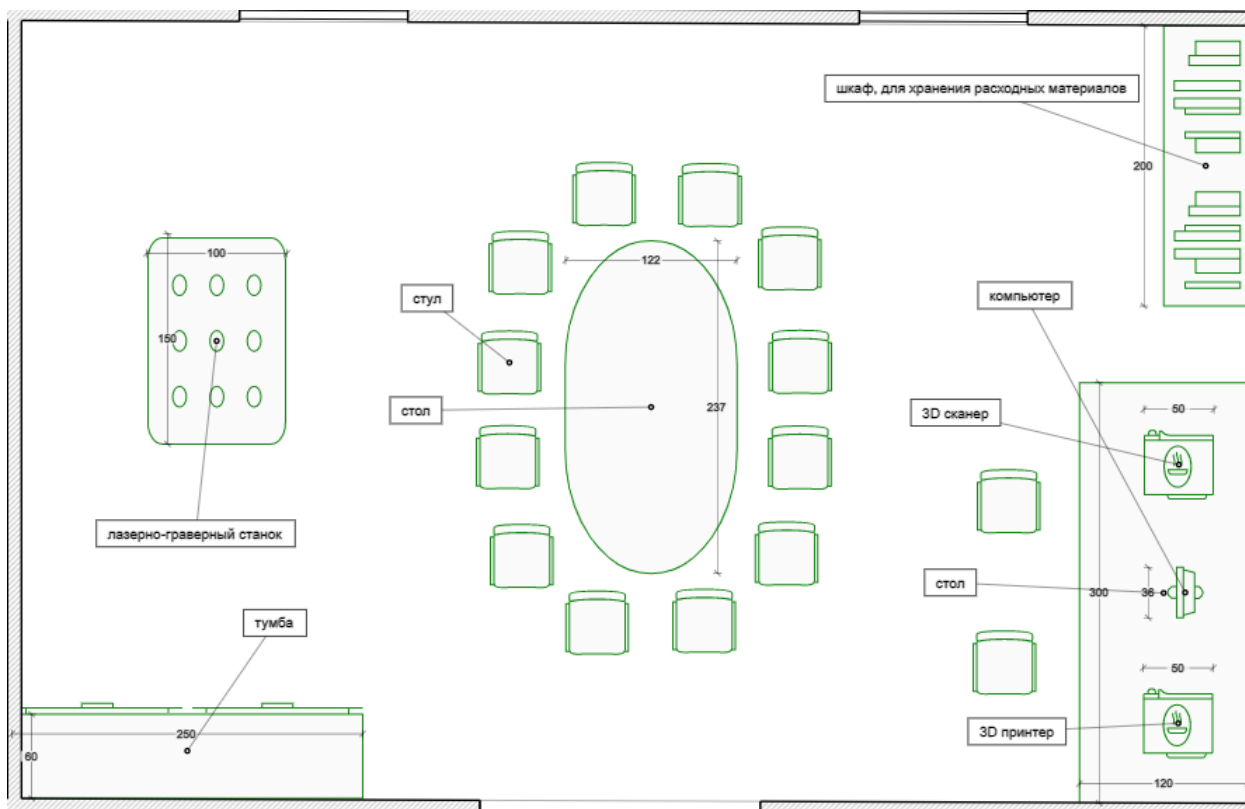 шкаф, для хранения расходных материалов
200
100
122
компьютер
стул
150
237
стол
50
3D сканер
лазерно-граверный станок
стол
36
300
тумба
50
250
3D принтер
60
120